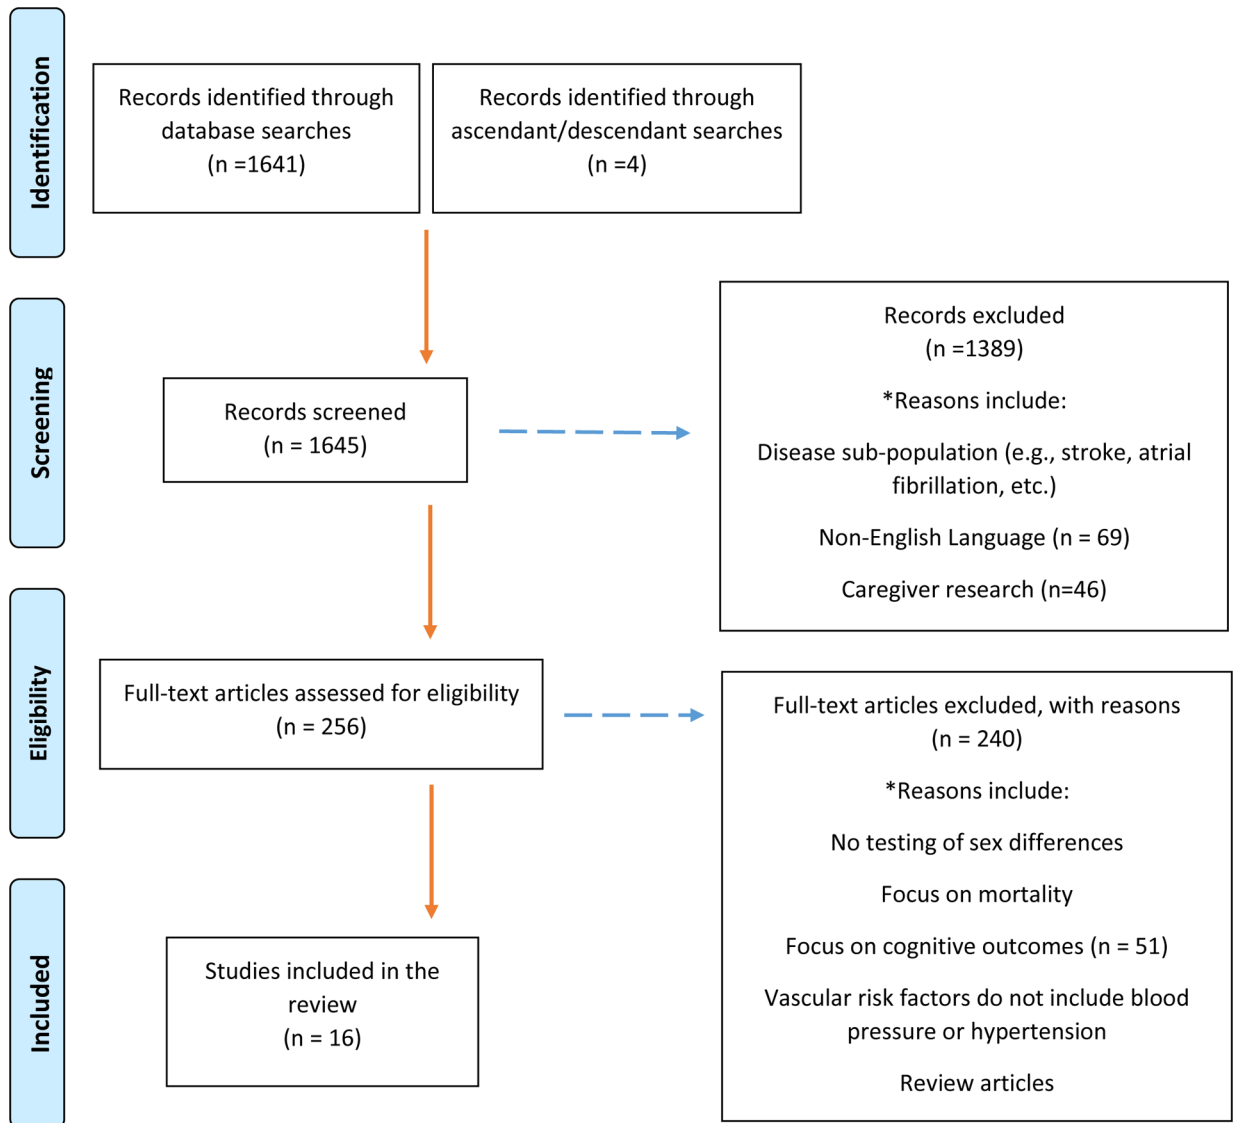 Identification
Records identified through
database searches
(n =1641)
Records identified through
ascendant/descendant searches
(n =4)
Screening
Records screened
(n = 1645)
Records excluded
(n =1389)
*Reasons include:
Disease sub-population (e.g., stroke, atrial
fibrillation, etc.)
Non-English Language (n = 69)
Caregiver research (n=46)
Eligibility
Full-text articles assessed for eligibility
(n = 256)
Full-text articles excluded, with reasons
(n = 240)
*Reasons include:
No testing of sex differences
Focus on mortality
Focus on cognitive outcomes (n = 51)
Vascular risk factors do not include blood
pressure or hypertension
Review articles
Included
Studies included in the
review
(n = 16)